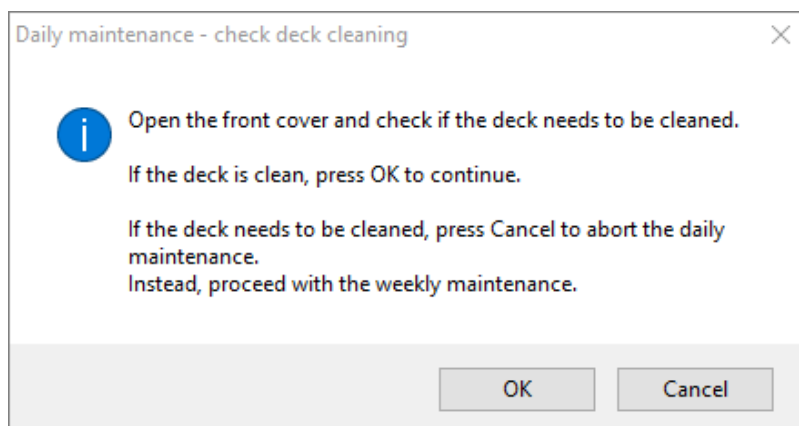 Daily maintenance - check deck cleaning
Open the front cover and check if the deck needs to be cleaned.
If the deck is clean, press OK to continue.
If the deck needs to be cleaned, press Cancel to abort the daily
maintenance.
Instead, proceed with the weekly maintenance.
OK
Cancel